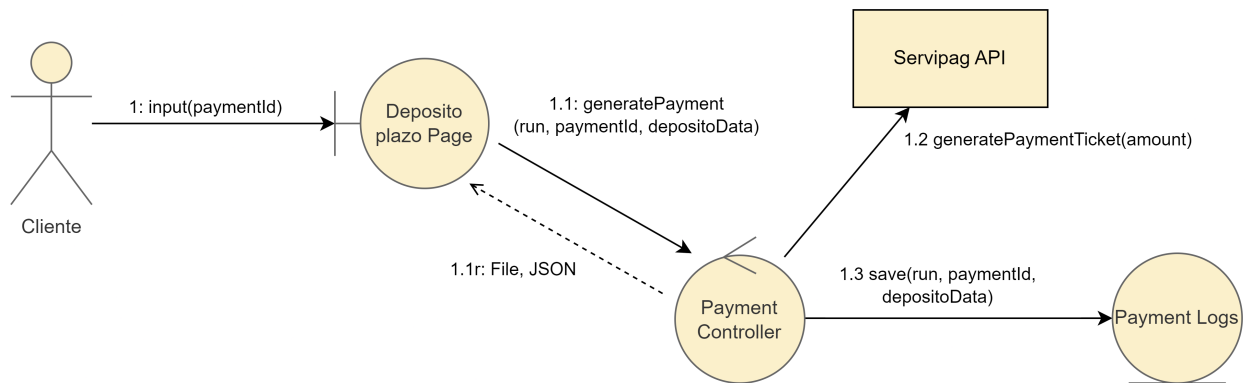 Servipag API
1: input(paymentId)
Deposito
plazo Page
1.1: generatePayment
(run, paymentId, depositoData)
1.2 generatePaymentTicket(amount)
Cliente
1.1r: File, JSON
1.3 save(run, paymentId,
depositoData)
Payment
Controller
Payment Logs